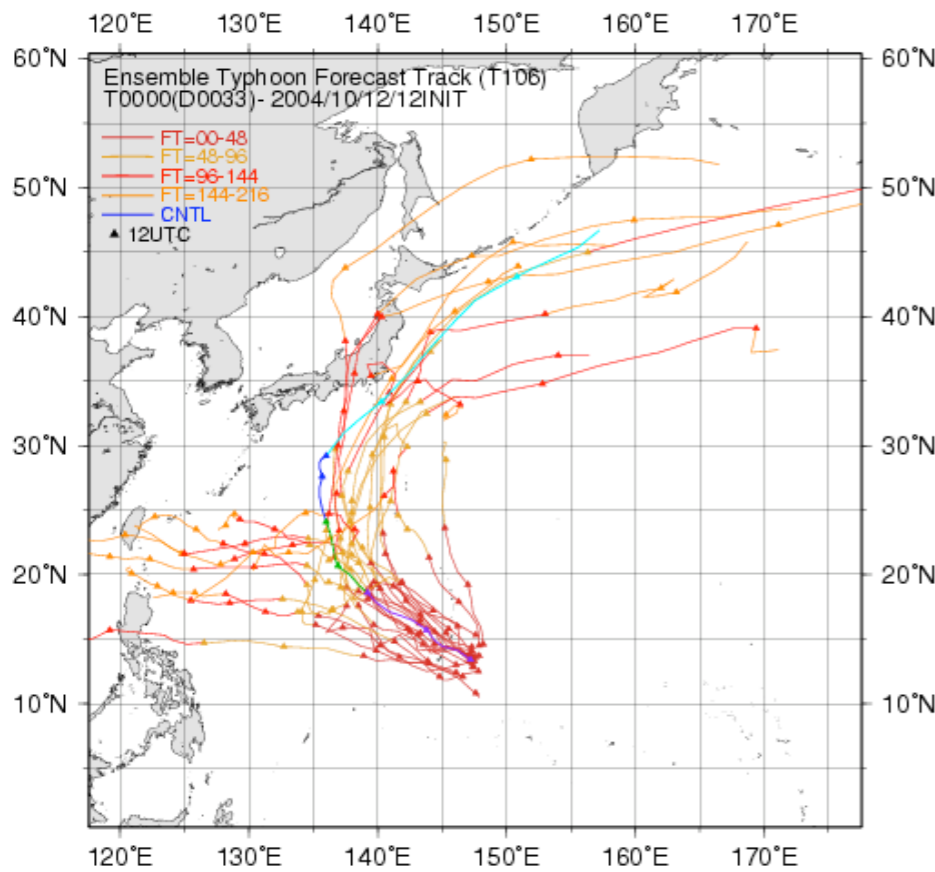 120°E 130°E 140°E 150°E 160°E 170°E
60°N 60°N
Ensemble Typhoon Forecast Track (T106)
T0000(D0033)- 2004/10/12/12INIT
FT=00-48
FT=48-96
FT=96-144
FT=144-216
CNTL
12UTC
50°N 50°N
40°N 40°N
30°N 30°N
20°N 20°N
10°N 10°N
120°E 130°E 140°E 150°E 160°E 170°E